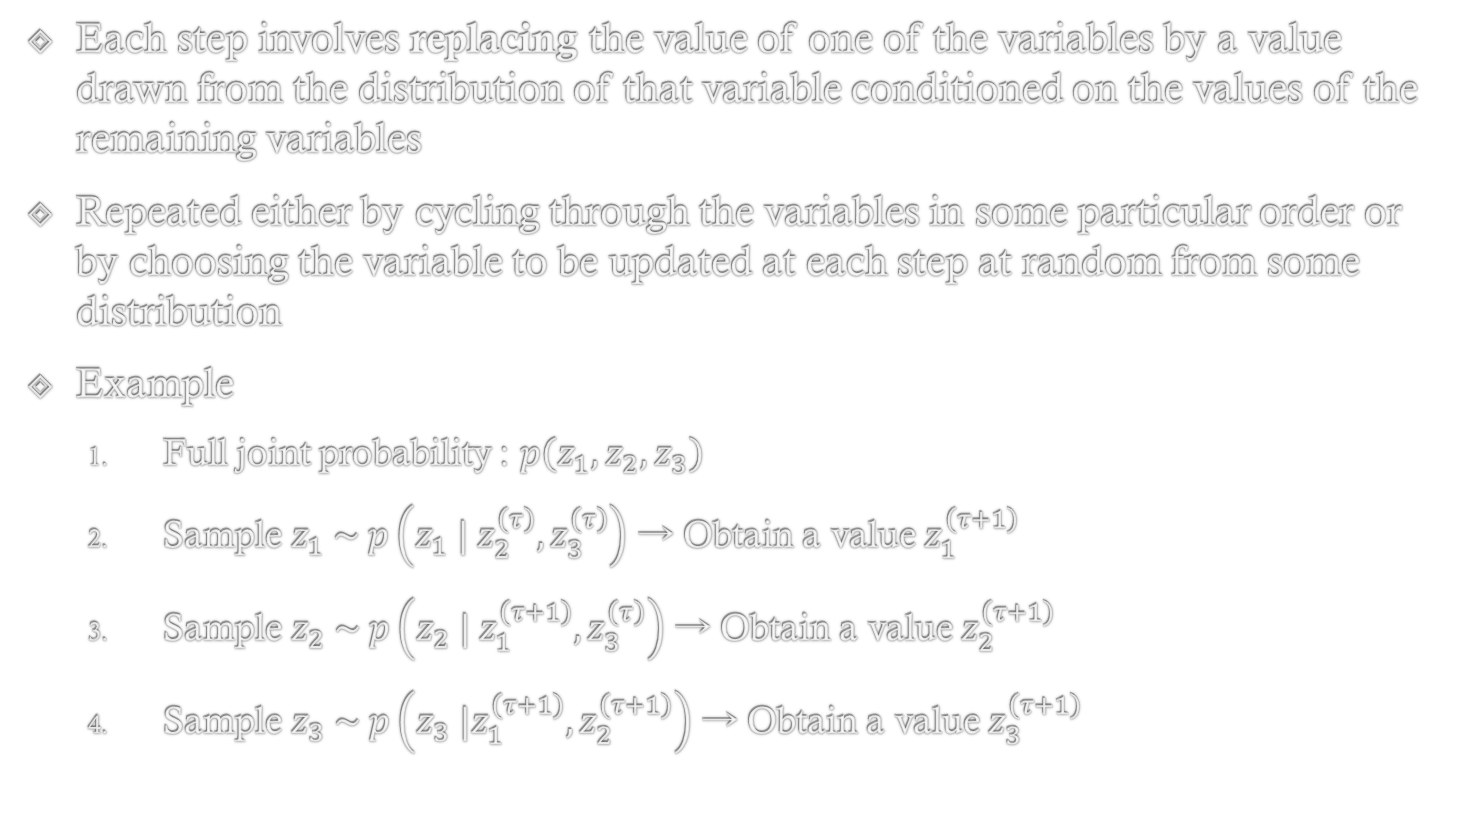 ◈ Each step involves replacing the value of one of the variables by a value
drawn from the distribution of that variable conditioned on the values of the
remaining variables
◈ Repeated either by cycling through the variables in some particular order or
by choosing the variable to be updated at each step at random from some
distribution
◈ Example
1. Full joint probability : p(z₁, z₂, z₃)
2. Sample z₁ ~ p(z₁ | z₂^(τ), z₃^(τ)) → Obtain a value z₁^(τ+1)
3. Sample z₂ ~ p(z₂ | z₁^(τ+1), z₃^(τ)) → Obtain a value z₂^(τ+1)
4. Sample z₃ ~ p(z₃ |z₁^(τ+1), z₂^(τ+1)) → Obtain a value z₃^(τ+1)